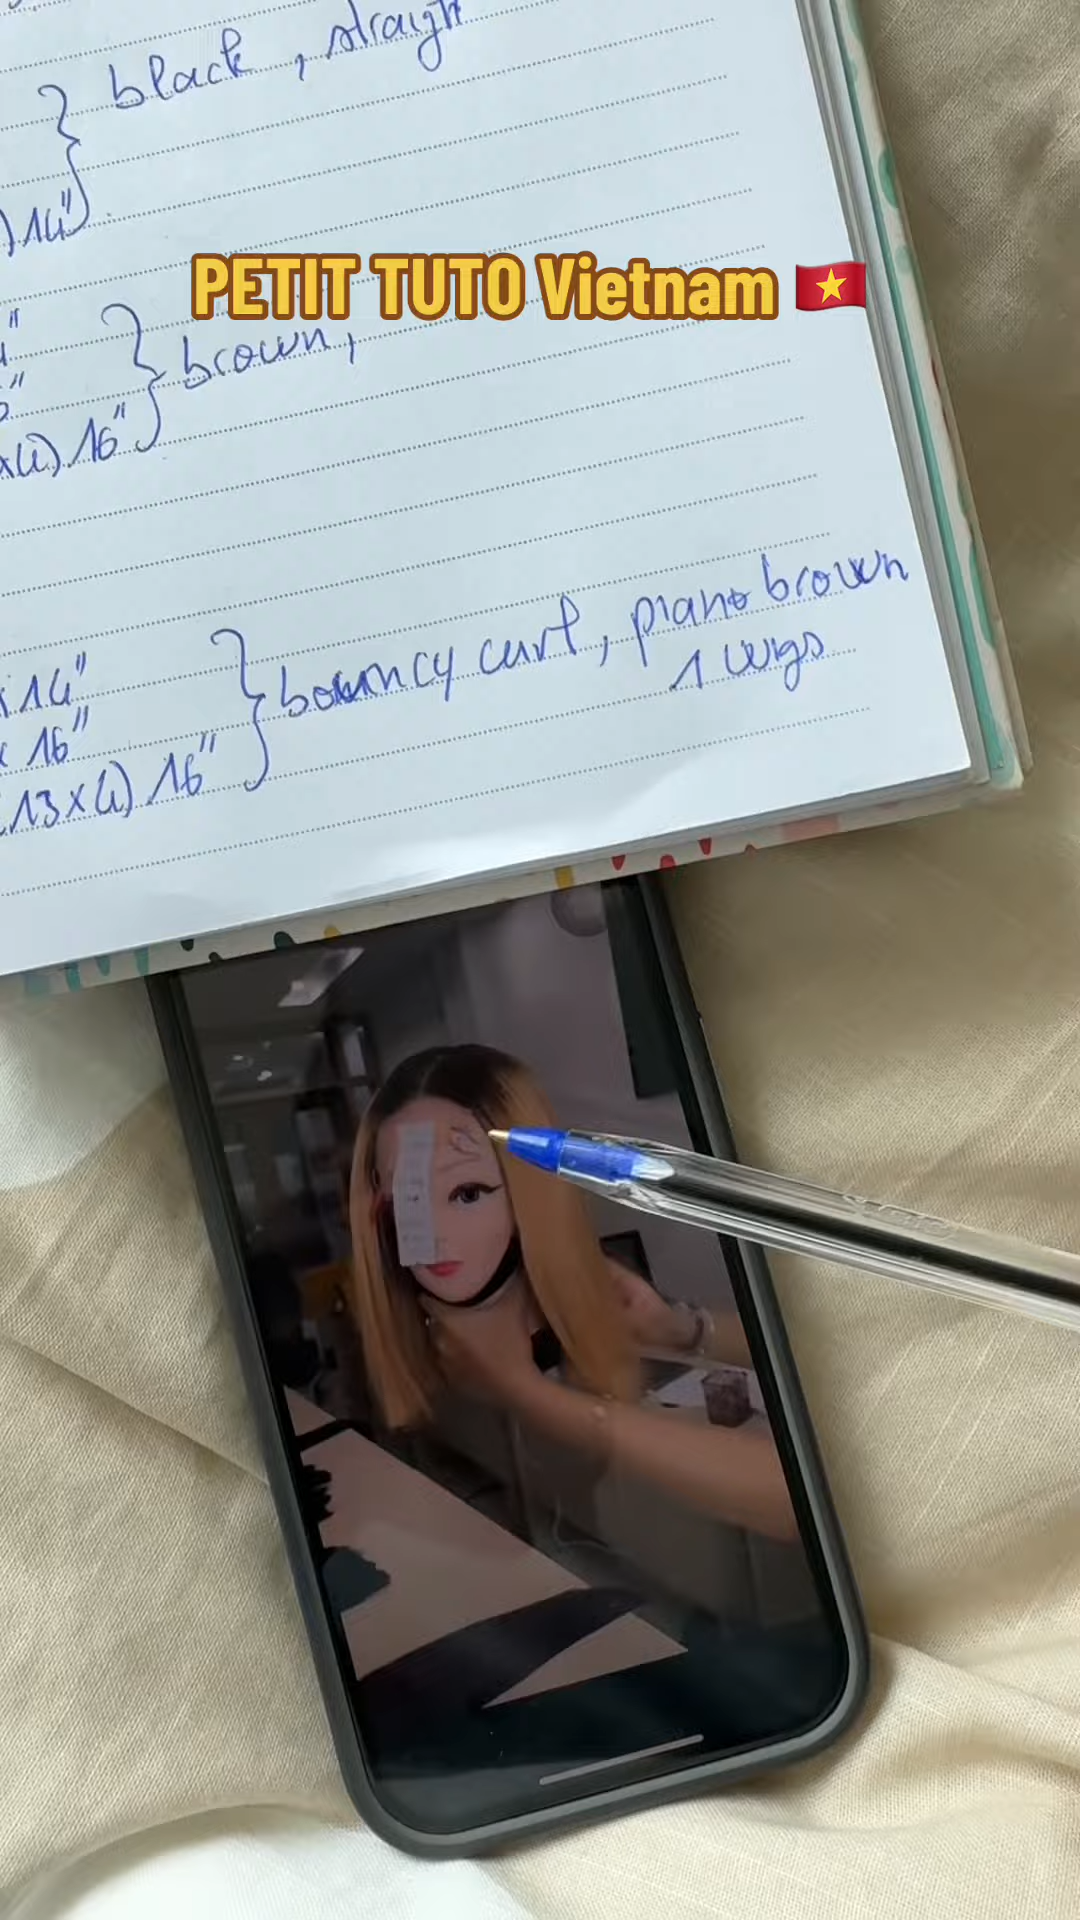 black, straight
14"
PETIT TUTO Vietnam 🇻🇳
brown,
16"
bouncy curl, piano brown
x 14"
1 wigs
x 16"
(13x4) 16"